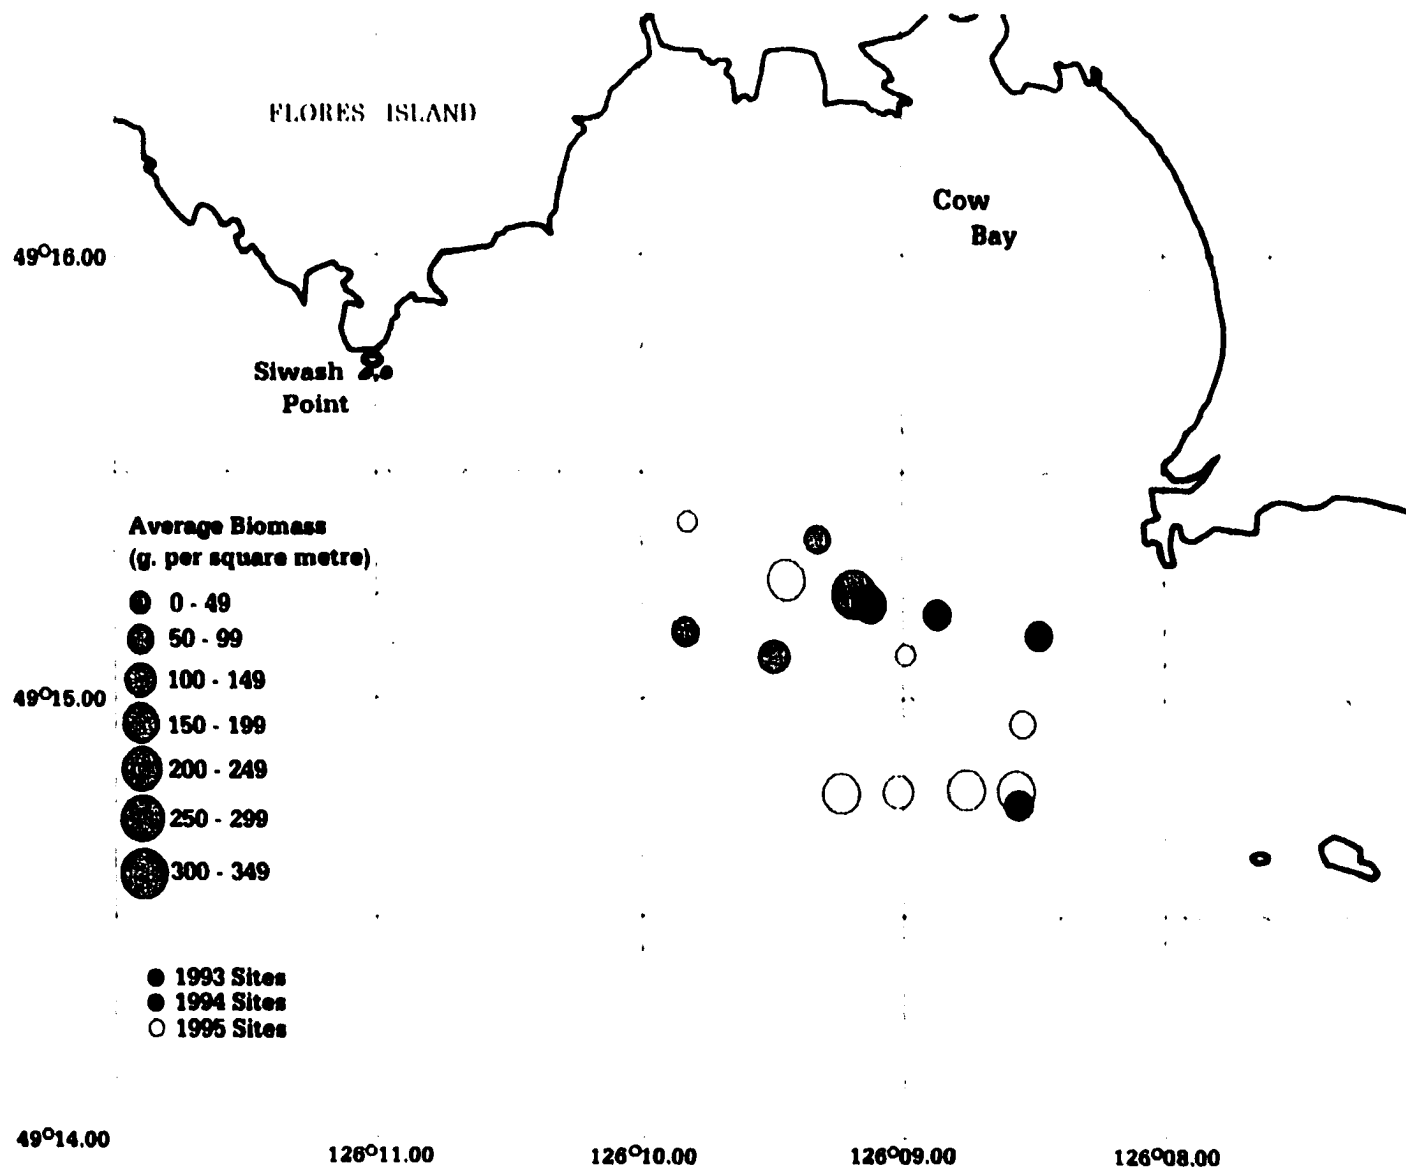 FLORES ISLAND
Cow
Bay
49°16.00
Siwash
Point
Average Biomass
(g. per square metre)
0 - 49
50 - 99
100 - 149
49°15.00
150 - 199
200 - 249
250 - 299
300 - 349
1993 Sites
1994 Sites
1995 Sites
49°14.00
126°11.00 126°10.00 126°09.00 126°08.00